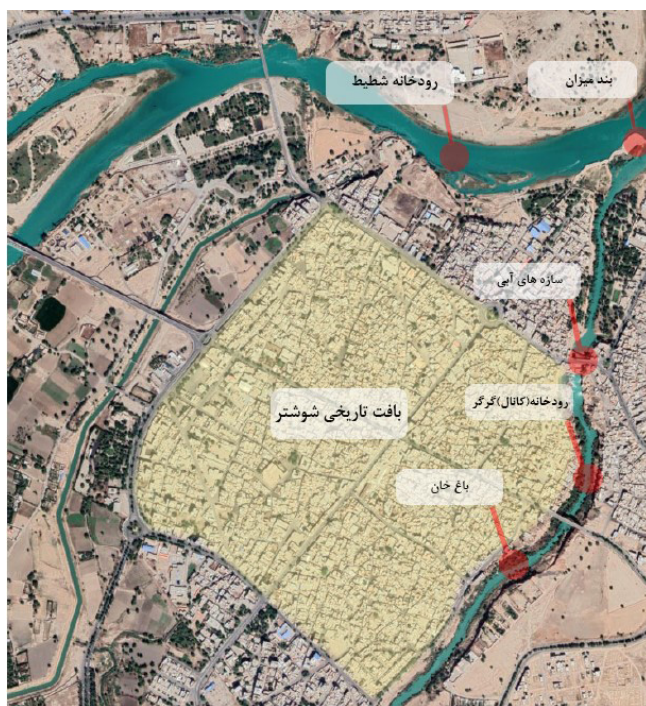 بند میزان
رودخانه شطیط
سازه های آبی
رودخانه(کانال)گرگر
بافت تاریخی شوشتر
باغ خان